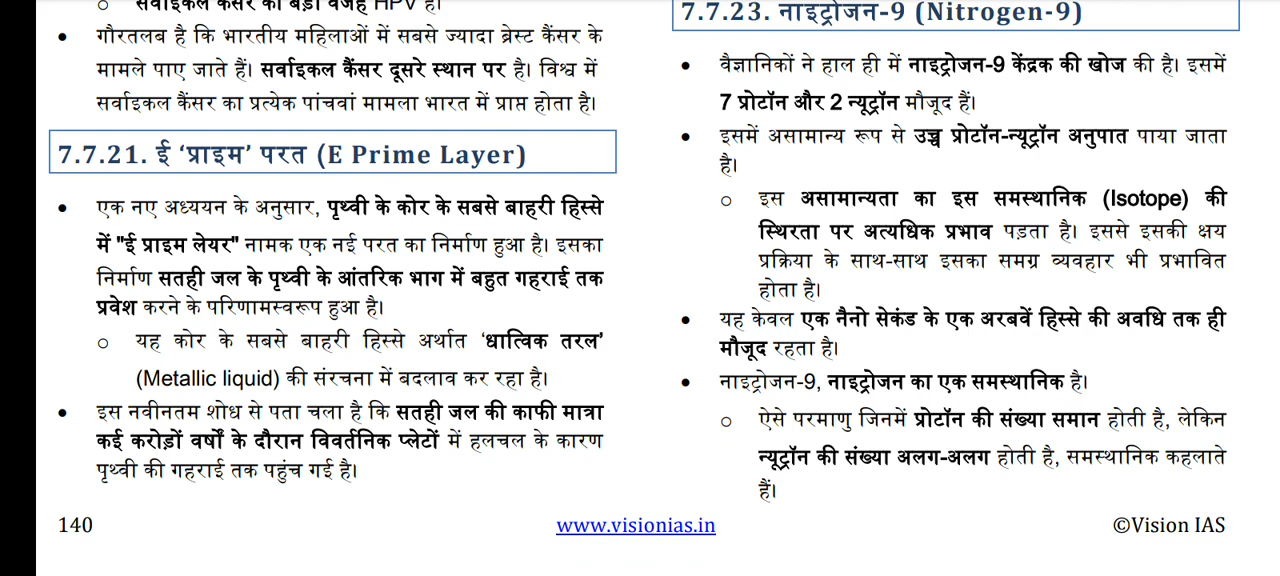 ○ सर्वाइकल कैंसर की बड़ी वजह HPV है।
• गौरतलब है कि भारतीय महिलाओं में सबसे ज्यादा ब्रेस्ट कैंसर के
मामले पाए जाते हैं। सर्वाइकल कैंसर दूसरे स्थान पर है। विश्व में
सर्वाइकल कैंसर का प्रत्येक पांचवां मामला भारत में प्राप्त होता है।
7.7.21. ई ‘प्राइम’ परत (E Prime Layer)
• एक नए अध्ययन के अनुसार, पृथ्वी के कोर के सबसे बाहरी हिस्से
में "ई प्राइम लेयर" नामक एक नई परत का निर्माण हुआ है। इसका
निर्माण सतही जल के पृथ्वी के आंतरिक भाग में बहुत गहराई तक
प्रवेश करने के परिणामस्वरूप हुआ है।
○ यह कोर के सबसे बाहरी हिस्से अर्थात ‘धात्विक तरल’
(Metallic liquid) की संरचना में बदलाव कर रहा है।
• इस नवीनतम शोध से पता चला है कि सतही जल की काफी मात्रा
कई करोड़ों वर्षों के दौरान विवर्तनिक प्लेटों में हलचल के कारण
पृथ्वी की गहराई तक पहुंच गई है।
7.7.23. नाइट्रोजन-9 (Nitrogen-9)
• वैज्ञानिकों ने हाल ही में नाइट्रोजन-9 केंद्रक की खोज की है। इसमें
7 प्रोटॉन और 2 न्यूट्रॉन मौजूद हैं।
• इसमें असामान्य रूप से उच्च प्रोटॉन-न्यूट्रॉन अनुपात पाया जाता
है।
○ इस असामान्यता का इस समस्थानिक (Isotope) की
स्थिरता पर अत्यधिक प्रभाव पड़ता है। इससे इसकी क्षय
प्रक्रिया के साथ-साथ इसका समग्र व्यवहार भी प्रभावित
होता है।
• यह केवल एक नैनो सेकंड के एक अरबवें हिस्से की अवधि तक ही
मौजूद रहता है।
• नाइट्रोजन-9, नाइट्रोजन का एक समस्थानिक है।
○ ऐसे परमाणु जिनमें प्रोटॉन की संख्या समान होती है, लेकिन
न्यूट्रॉन की संख्या अलग-अलग होती है, समस्थानिक कहलाते
हैं।
140
www.visionias.in
©Vision IAS